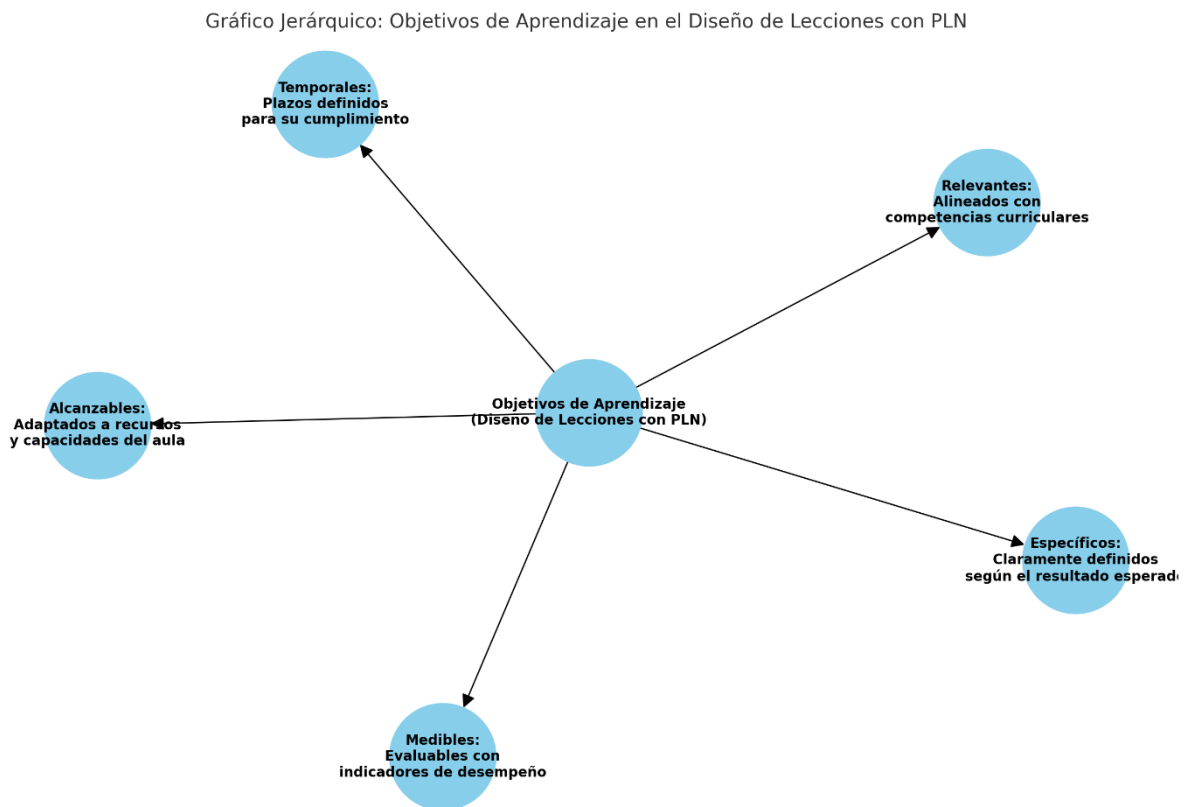 Gráfico Jerárquico: Objetivos de Aprendizaje en el Diseño de Lecciones con PLN
Temporales:
Plazos definidos
para su cumplimiento
Relevantes:
Alineados con
competencias curriculares
Alcanzables:
Adaptados a recursos
y capacidades del aula
Objetivos de Aprendizaje
(Diseño de Lecciones con PLN)
Específicos:
Claramente definidos
según el resultado esperad
Medibles:
Evaluables con
indicadores de desempeño